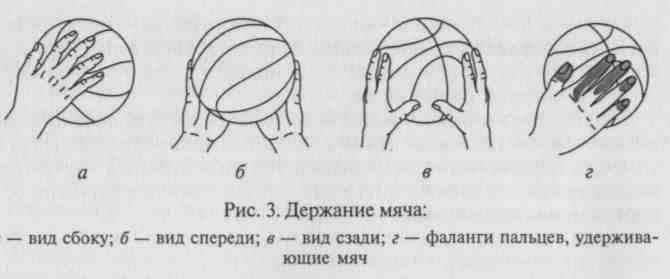 а б в г
Рис. 3. Держание мяча:
— вид сбоку; б — вид спереди; в — вид сзади; г — фаланги пальцев, удержива-
ющие мяч